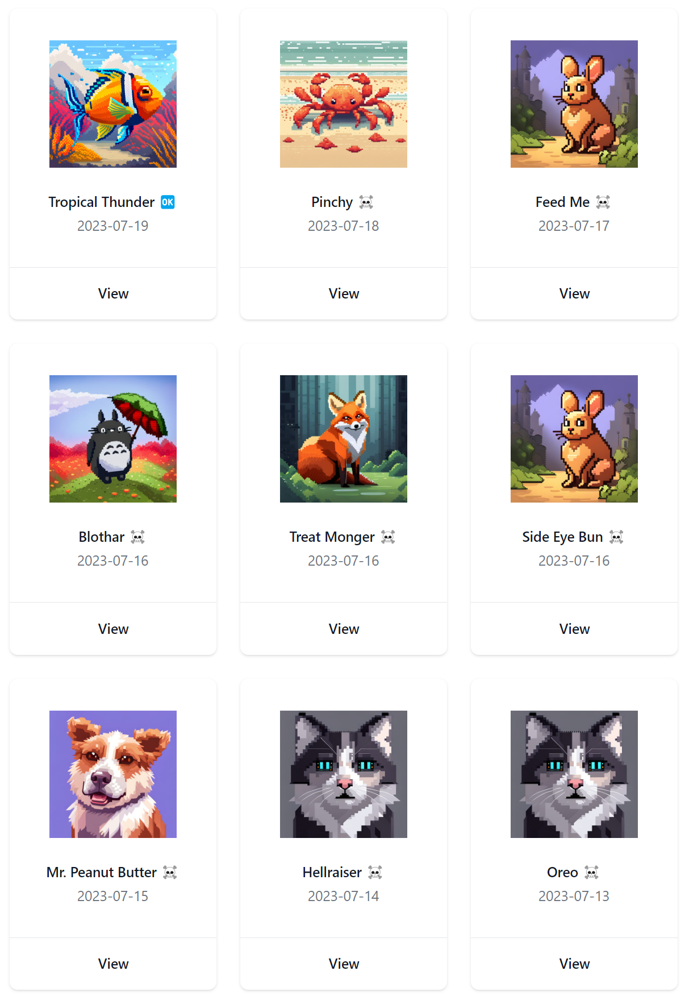 Tropical Thunder 🆗
2023-07-19
View
Pinchy ☠️
2023-07-18
View
Feed Me ☠️
2023-07-17
View
Blothar ☠️
2023-07-16
View
Treat Monger ☠️
2023-07-16
View
Side Eye Bun ☠️
2023-07-16
View
Mr. Peanut Butter ☠️
2023-07-15
View
Hellraiser ☠️
2023-07-14
View
Oreo ☠️
2023-07-13
View